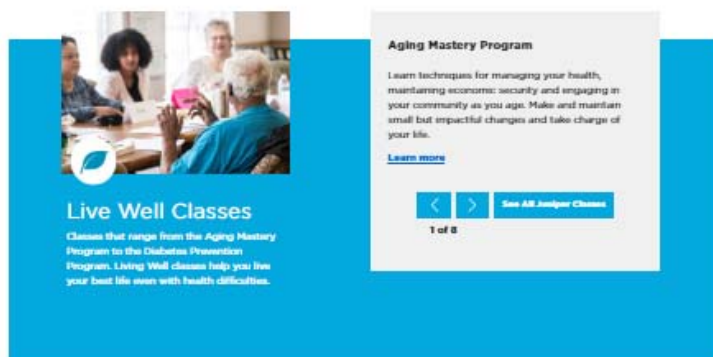 Live Well Classes
Classes that range from the Aging Mastery
Program to the Diabetes Prevention
Program. Living Well classes help you live
your best life even with health difficulties.
Aging Mastery Program
Learn techniques for managing your health,
maintaining economic security and engaging in
your community as you age. Make and maintain
small but impactful changes and take charge of
your life.
Learn more
See All Juniper Classes
1 of 8